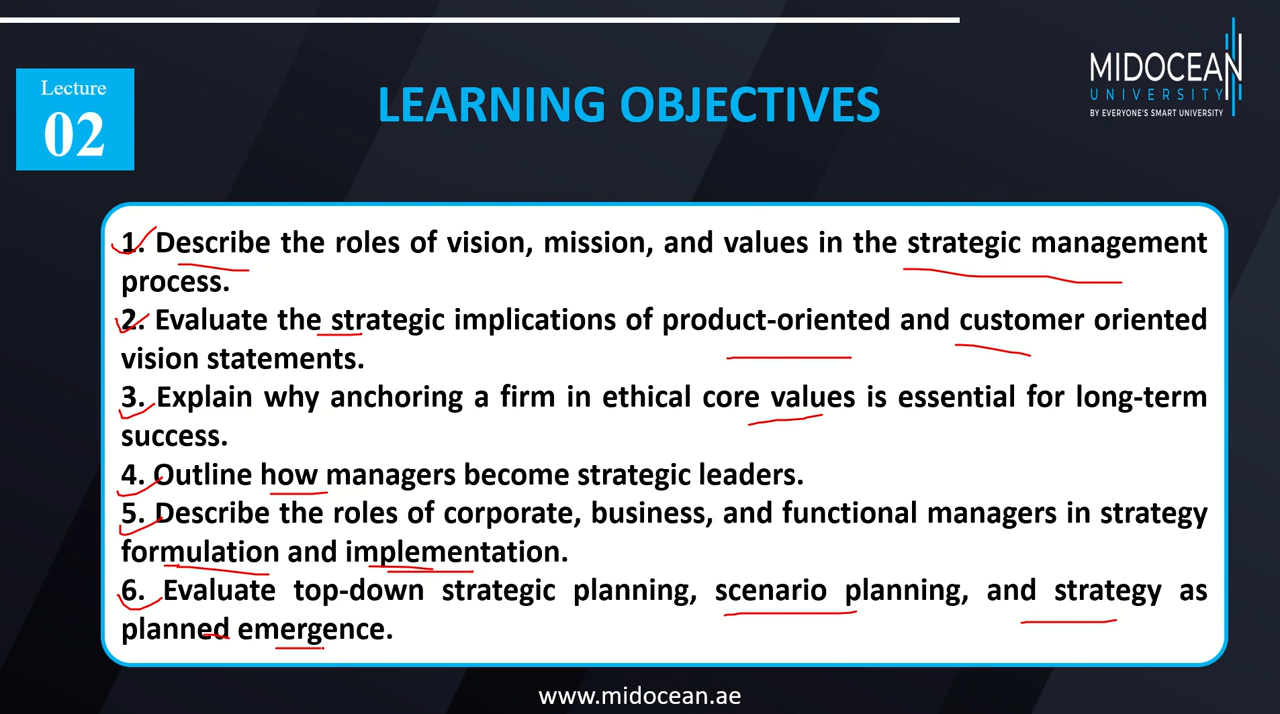 Lecture
02
LEARNING OBJECTIVES
MIDOCEAN
UNIVERSITY
BY EVERYONE'S SMART UNIVERSITY
1. Describe the roles of vision, mission, and values in the strategic management
process.
2. Evaluate the strategic implications of product-oriented and customer oriented
vision statements.
3. Explain why anchoring a firm in ethical core values is essential for long-term
success.
4. Outline how managers become strategic leaders.
5. Describe the roles of corporate, business, and functional managers in strategy
formulation and implementation.
6. Evaluate top-down strategic planning, scenario planning, and strategy as
planned emergence.
www.midocean.ae